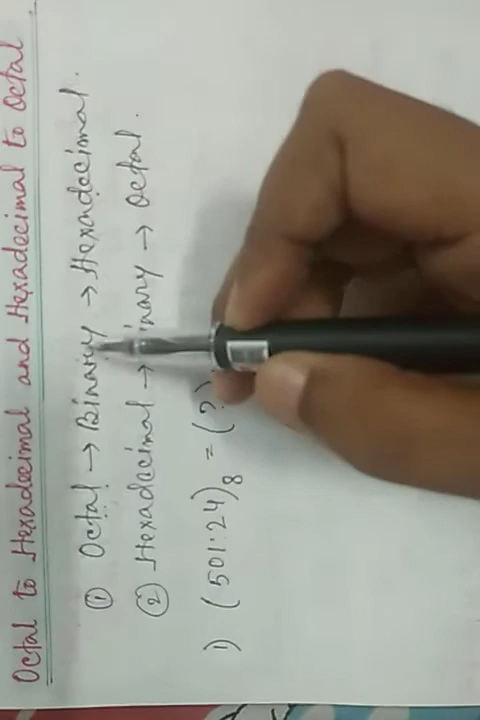 Octal to Hexadecimal and Hexadecimal to Octal
① Octal → Binary → Hexadecimal.
② Hexadecimal → inary → Octal.
1) (501.24)₈ = (?)